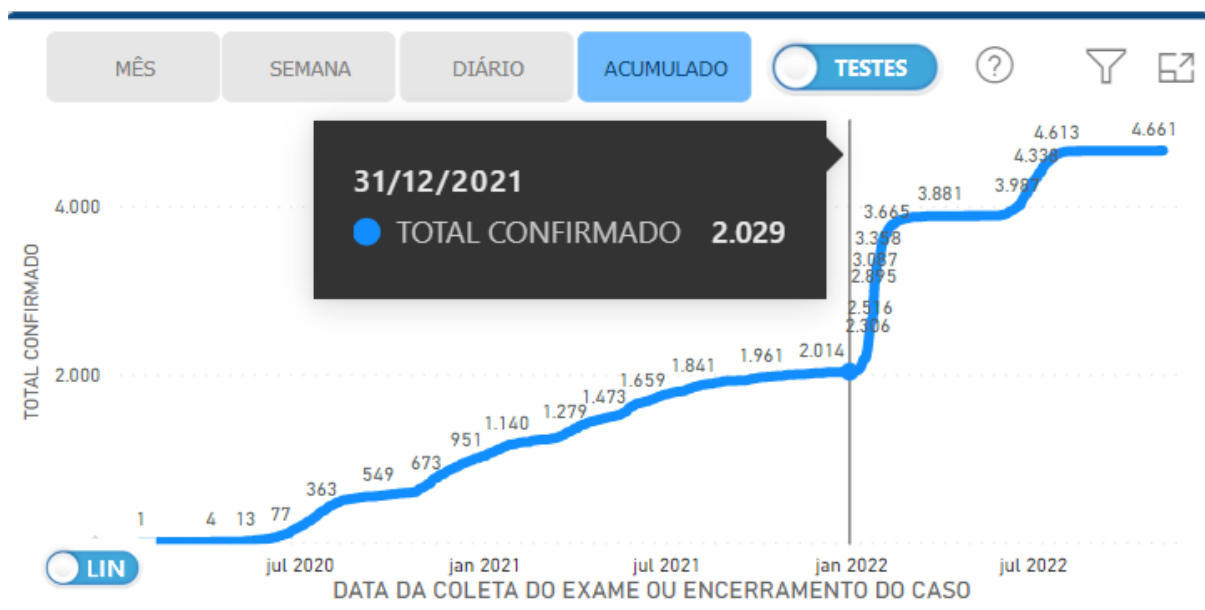 MÊS SEMANA DIÁRIO ACUMULADO TESTES ?
31/12/2021
TOTAL CONFIRMADO 2.029
TOTAL CONFIRMADO
4.000
2.000
1 4 13 77 363 549 673 951 1.140 1.279 1.473 1.659 1.841 1.961 2.014 2.306 2.516 2.895 3.087 3.358 3.665 3.881 3.987 4.338 4.613 4.661
LIN
jul 2020 jan 2021 jul 2021 jan 2022 jul 2022
DATA DA COLETA DO EXAME OU ENCERRAMENTO DO CASO